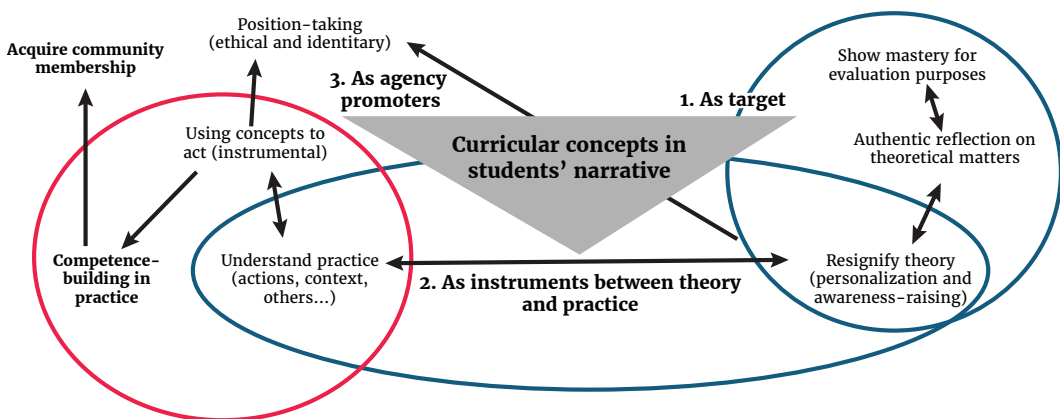 Position-taking
(ethical and identitary)
Acquire community
membership
3. As agency
promoters
1. As target
Show mastery for
evaluation purposes
Using concepts to
act (instrumental)
Curricular concepts in
students’ narrative
Authentic reflection on
theoretical matters
Competence-
building in
practice
Understand practice
(actions, context,
others...)
2. As instruments between theory
and practice
Resignify theory
(personalization and
awareness-raising)